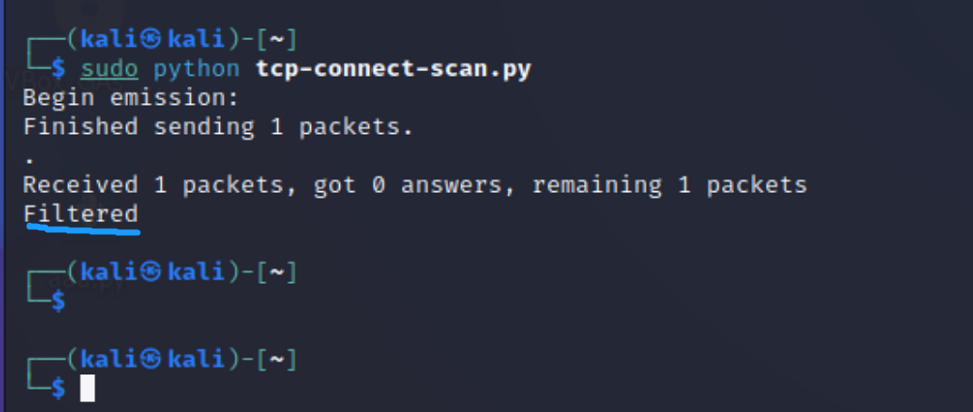 ┌──(kali㉿kali)-[~]
└─$ sudo python tcp-connect-scan.py
Begin emission:
Finished sending 1 packets.
.
Received 1 packets, got 0 answers, remaining 1 packets
Filtered
┌──(kali㉿kali)-[~]
└─$
┌──(kali㉿kali)-[~]
└─$